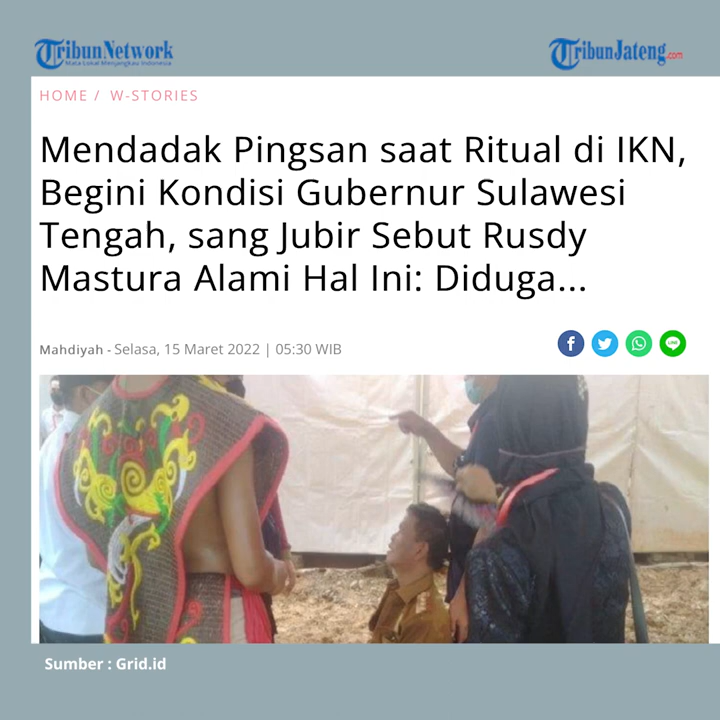 TribunNetwork
Mata Lokal Menjangkau Indonesia
TribunJateng.com
HOME / W-STORIES
Mendadak Pingsan saat Ritual di IKN,
Begini Kondisi Gubernur Sulawesi
Tengah, sang Jubir Sebut Rusdy
Mastura Alami Hal Ini: Diduga...
Mahdiyah - Selasa, 15 Maret 2022 | 05:30 WIB
LINE
Sumber : Grid.id